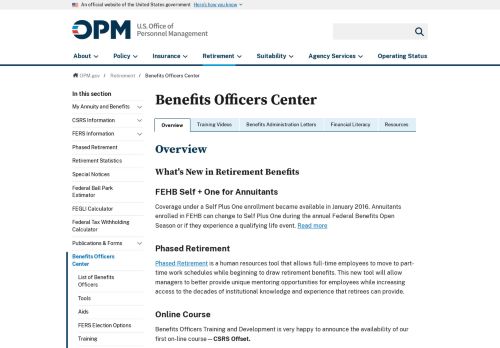 An official website of the United States government Here's how you know
OPM U.S. Office of
Personnel Management
About Policy Insurance Retirement Suitability Agency Services Operating Status
OPM.gov / Retirement / Benefits Officers Center
In this section
My Annuity and Benefits
CSRS Information
FERS Information
Phased Retirement
Retirement Statistics
Special Notices
Federal Ball Park
Estimator
FEGLI Calculator
Federal Tax Withholding
Calculator
Publications & Forms
Benefits Officers
Center
List of Benefits
Officers
Tools
Aids
FERS Election Options
Training
Benefits Officers Center
Overview Training Videos Benefits Administration Letters Financial Literacy Resources
Overview
What's New in Retirement Benefits
FEHB Self + One for Annuitants
Coverage under a Self Plus One enrollment became available in January 2016. Annuitants
enrolled in FEHB can change to Self Plus One during the annual Federal Benefits Open
Season or if they experience a qualifying life event. Read more
Phased Retirement
Phased Retirement is a human resources tool that allows full-time employees to move to part-
time work schedules while beginning to draw retirement benefits. This new tool will allow
managers to better provide unique mentoring opportunities for employees while increasing
access to the decades of institutional knowledge and experience that retirees can provide.
Online Course
Benefits Officers Training and Development is very happy to announce the availability of our
first on-line course — CSRS Offset.